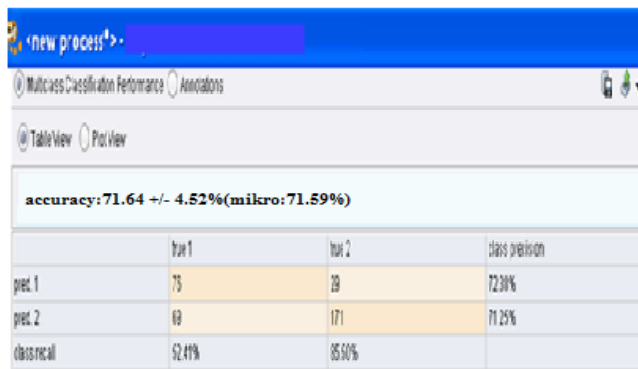 <new process*> -
Multiclass Classification Performance Annotations
Table View Plot View
accuracy:71.64 +/- 4.52%(mikro:71.59%)
true 1 true 2 class precision
pred. 1 76 29 72.38%
pred. 2 69 171 71.25%
class recall 52.41% 85.50%